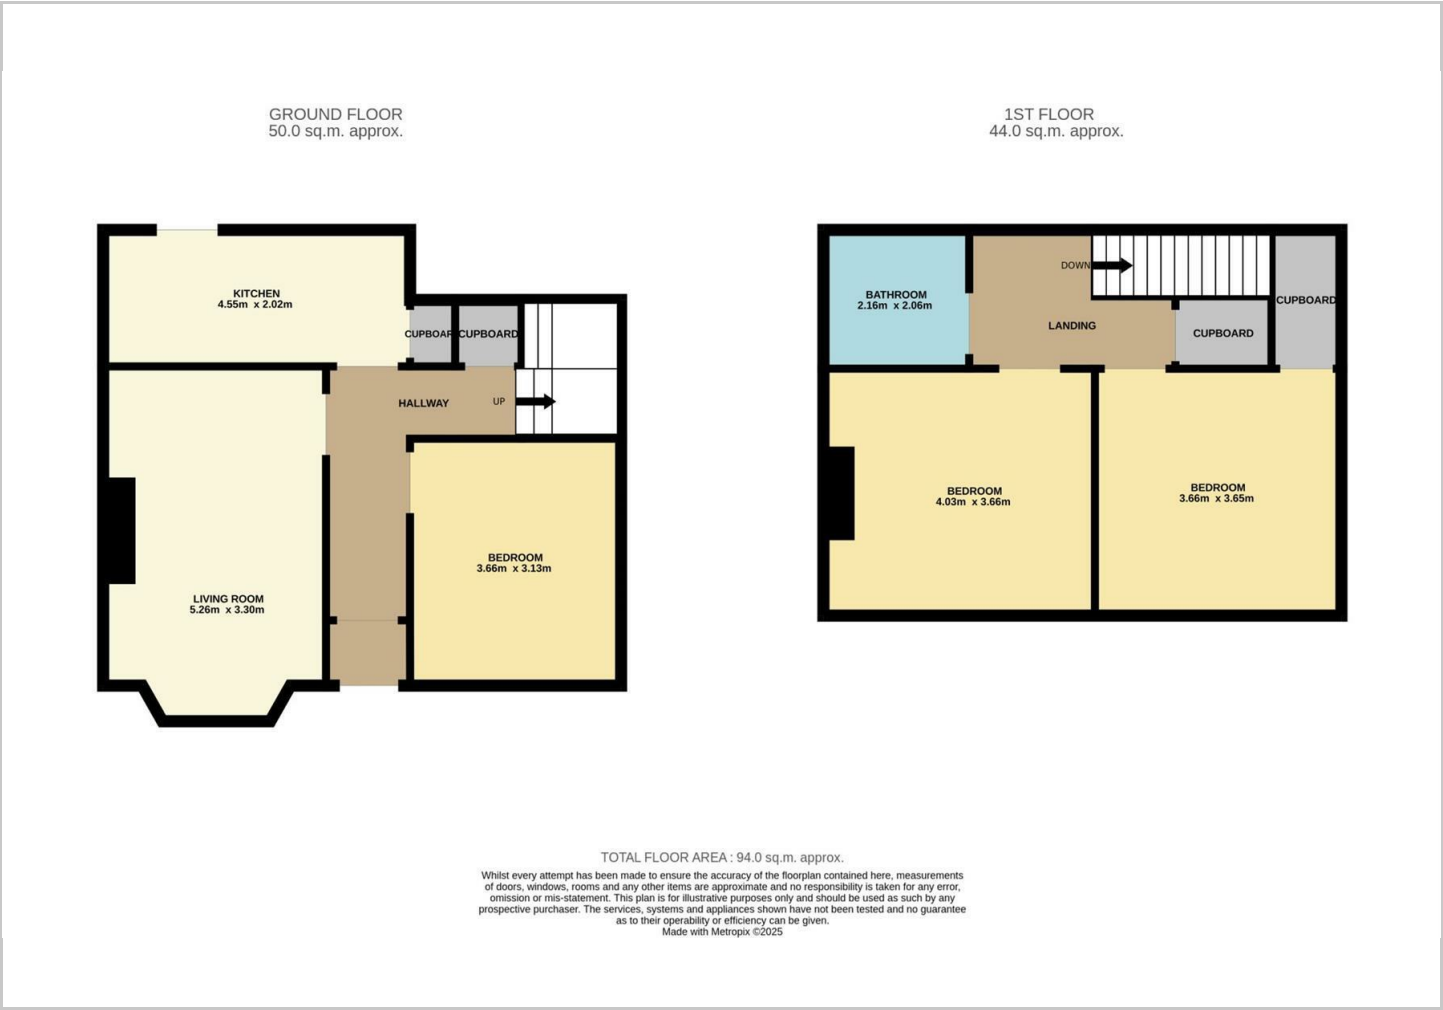 GROUND FLOOR
50.0 sq.m. approx.
1ST FLOOR
44.0 sq.m. approx.
KITCHEN
4.55m x 2.02m
CUPBOAR
CUPBOARD
HALLWAY
UP
BEDROOM
3.66m x 3.13m
LIVING ROOM
5.26m x 3.30m
BATHROOM
2.16m x 2.06m
DOWN
LANDING
CUPBOARD
CUPBOARD
BEDROOM
4.03m x 3.66m
BEDROOM
3.66m x 3.65m
TOTAL FLOOR AREA : 94.0 sq.m. approx.
Whilst every attempt has been made to ensure the accuracy of the floorplan contained here, measurements
of doors, windows, rooms and any other items are approximate and no responsibility is taken for any error,
omission or mis-statement. This plan is for illustrative purposes only and should be used as such by any
prospective purchaser. The services, systems and appliances shown have not been tested and no guarantee
as to their operability or efficiency can be given.
Made with Metropix ©2025